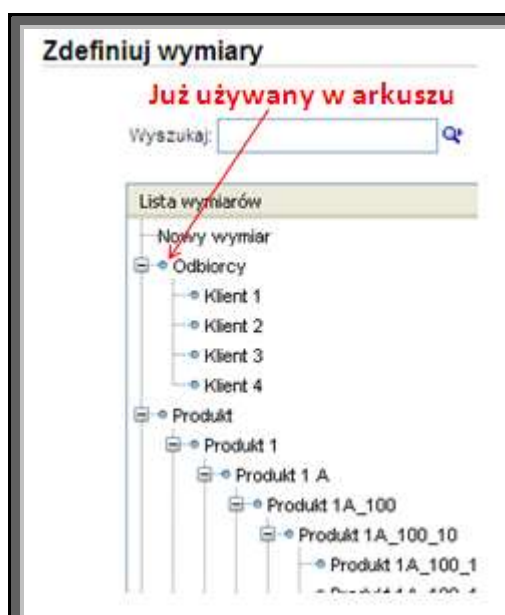 Zdefiniuj wymiary
Już używany w arkuszu
Wyszukaj:
Lista wymiarów
Nowy wymiar
Odbiorcy
Klient 1
Klient 2
Klient 3
Klient 4
Produkt
Produkt 1
Produkt 1 A
Produkt 1A_100
Produkt 1A_100_10
Produkt 1A_100_1